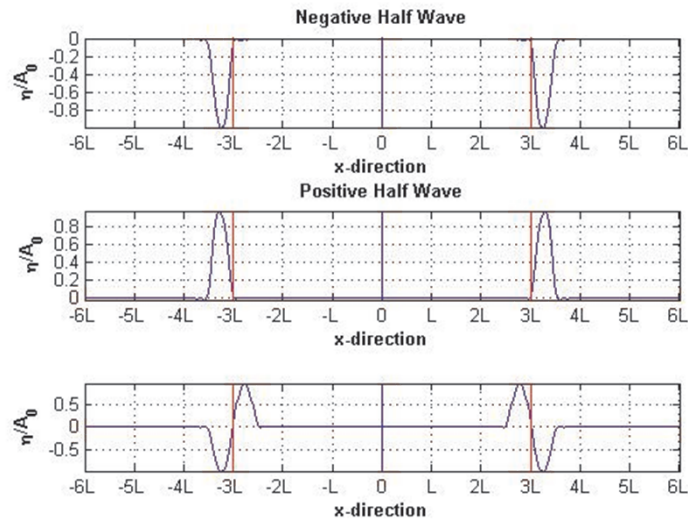 Negative Half Wave
0
-0.2
-0.4
-0.6
-0.8
η/A0
-6L -5L -4L -3L -2L -L 0 L 2L 3L 4L 5L 6L
x-direction
Positive Half Wave
0.8
0.6
0.4
0.2
0
η/A0
-6L -5L -4L -3L -2L -L 0 L 2L 3L 4L 5L 6L
x-direction
0.5
0
-0.5
η/A0
-6L -5L -4L -3L -2L -L 0 L 2L 3L 4L 5L 6L
x-direction